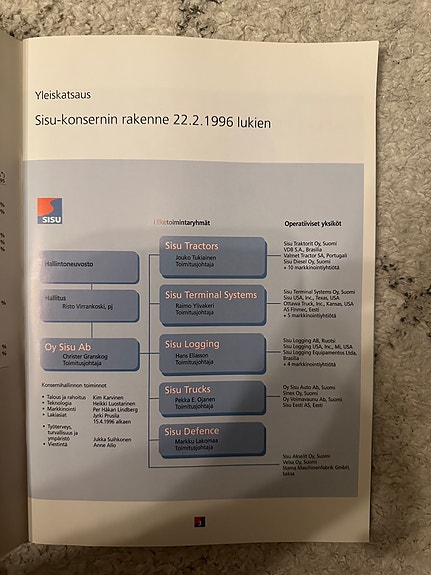 Yleiskatsaus
Sisu-konsernin rakenne 22.2.1996 lukien
SISU
Liiketoimintaryhmät
Operatiiviset yksiköt
Hallintoneuvosto
Hallitus
Risto Virrankoski, pj
Oy Sisu Ab
Christer Granskog
Toimitusjohtaja
Konsernihallinnon toiminnot
• Talous ja rahoitus Kim Karvinen
• Teknologia Heikki Luostarinen
• Markkinointi Per Håkan Lindberg
• Lakiasiat Jyrki Prusila
15.4.1996 alkaen
• Työterveys,
turvallisuus ja
ympäristö Jukka Suihkonen
• Viestintä Anne Allo
Sisu Tractors
Jouko Tukiainen
Toimitusjohtaja
Sisu Traktorit Oy, Suomi
VDB S.A., Brasilia
Valmet Tractor SA, Portugali
Sisu Diesel Oy, Suomi
+ 10 markkinointiyhtiötä
Sisu Terminal Systems
Raimo Ylivakeri
Toimitusjohtaja
Sisu Terminal Systems Oy, Suomi
Sisu USA, Inc., Texas, USA
Ottawa Truck, Inc., Kansas, USA
AS Finmec, Eesti
+ 5 markkinointiyhtiötä
Sisu Logging
Hans Eliasson
Toimitusjohtaja
Sisu Logging AB, Ruotsi
Sisu Logging USA, Inc., Mi, USA
Sisu Logging Equipamentos Ltda,
Brasilia
+ 4 markkinointiyhtiötä
Sisu Trucks
Pekka E. Ojanen
Toimitusjohtaja
Oy Sisu Auto Ab, Suomi
Sinex Oy, Suomi
Oy Voimavaunu Ab, Suomi
Sisu Eesti AS, Eesti
Sisu Defence
Markku Lakomaa
Toimitusjohtaja
Sisu Akselit Oy, Suomi
Velsa Oy, Suomi
Stama Maschinenfabrik GmbH,
Saksa
3